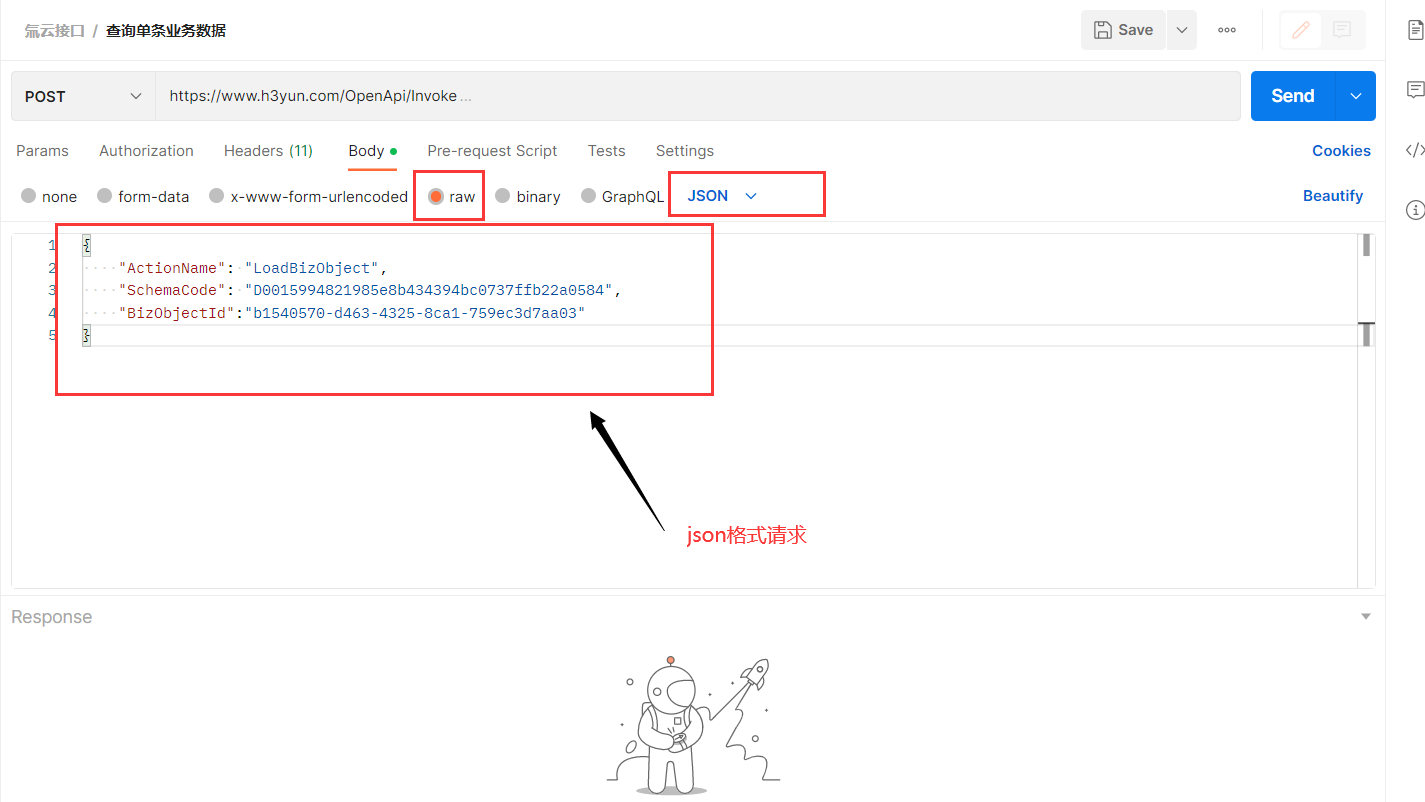 氚云接口 / 查询单条业务数据
Save
POST
https://www.h3yun.com/OpenApi/Invoke ...
Send
Params Authorization Headers (11) Body Pre-request Script Tests Settings Cookies
none form-data x-www-form-urlencoded raw binary GraphQL JSON Beautify
1 {
2 "ActionName": "LoadBizObject",
3 "SchemaCode": "D0015994821985e8b434394bc0737ffb22a0584",
4 "BizObjectId":"b1540570-d463-4325-8ca1-759ec3d7aa03"
5 }
json格式请求
Response